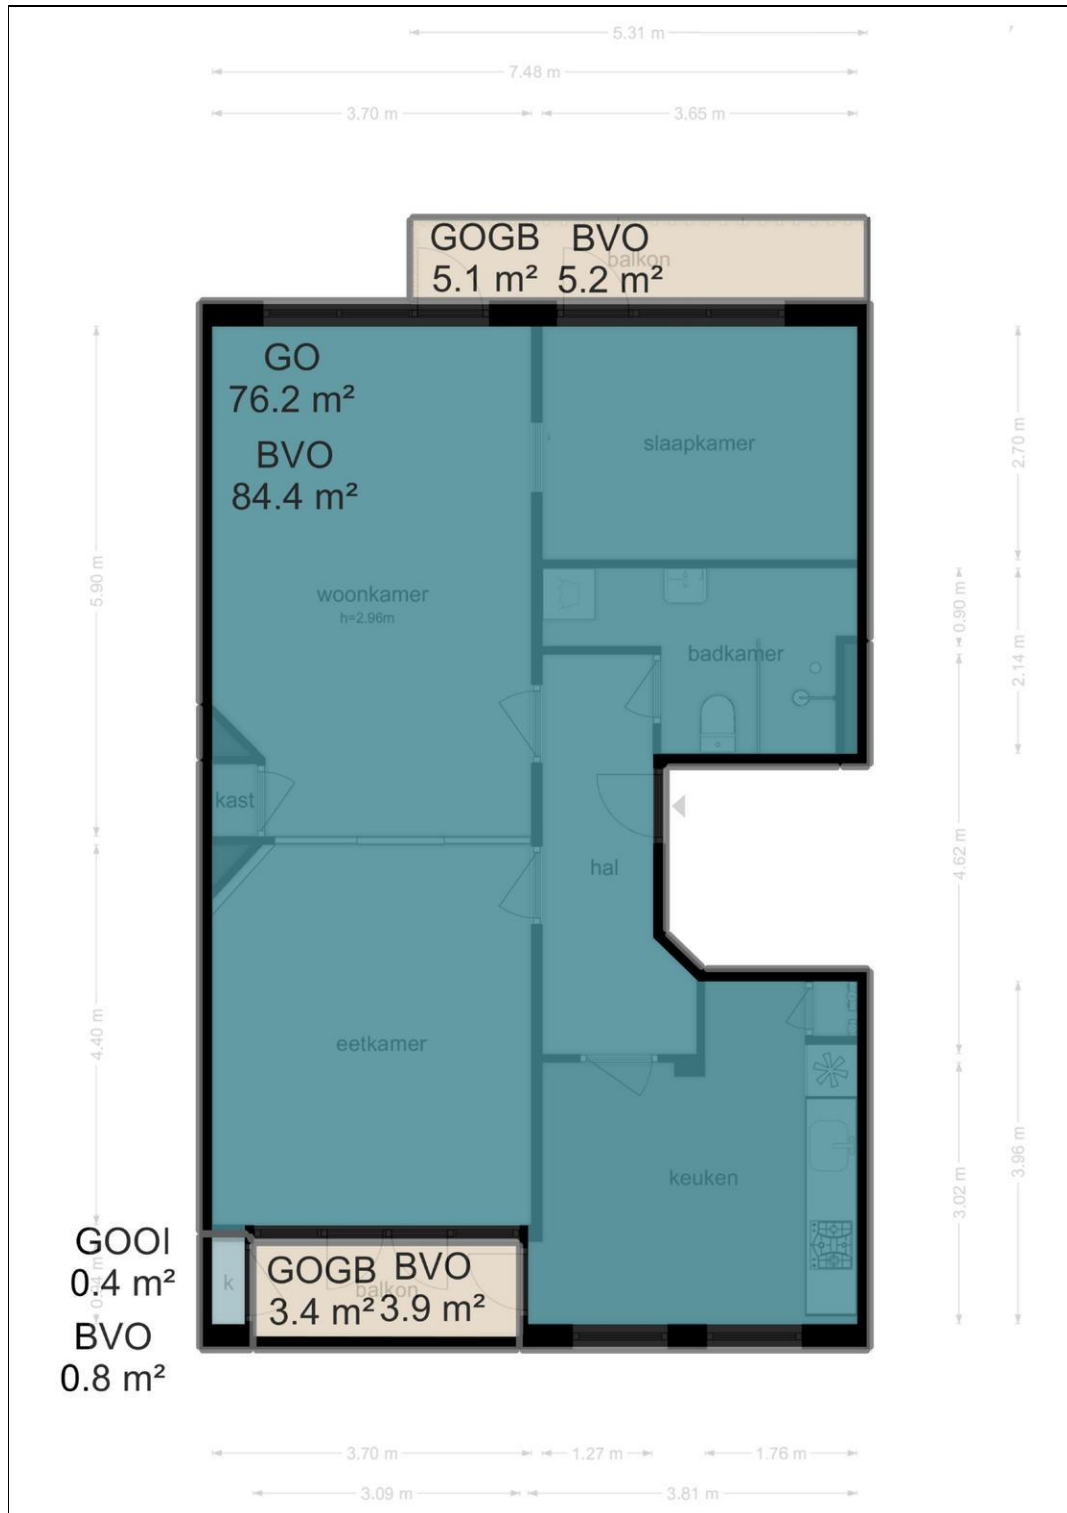 5.31 m
7.48 m
3.70 m
3.65 m
GOGB BVO
balkon
5.1 m² 5.2 m²
GO
76.2 m²
BVO
84.4 m²
slaapkamer
2.70 m
5.90 m
woonkamer
h=2.96m
0.90 m
badkamer
2.14 m
kast
hal
4.62 m
4.40 m
eetkamer
3.96 m
keuken
3.02 m
GOOI
0.4 m²
0.94 m
k
GOGB BVO
balkon
3.4 m² 3.9 m²
BVO
0.8 m²
3.70 m
1.27 m
1.76 m
3.09 m
3.81 m